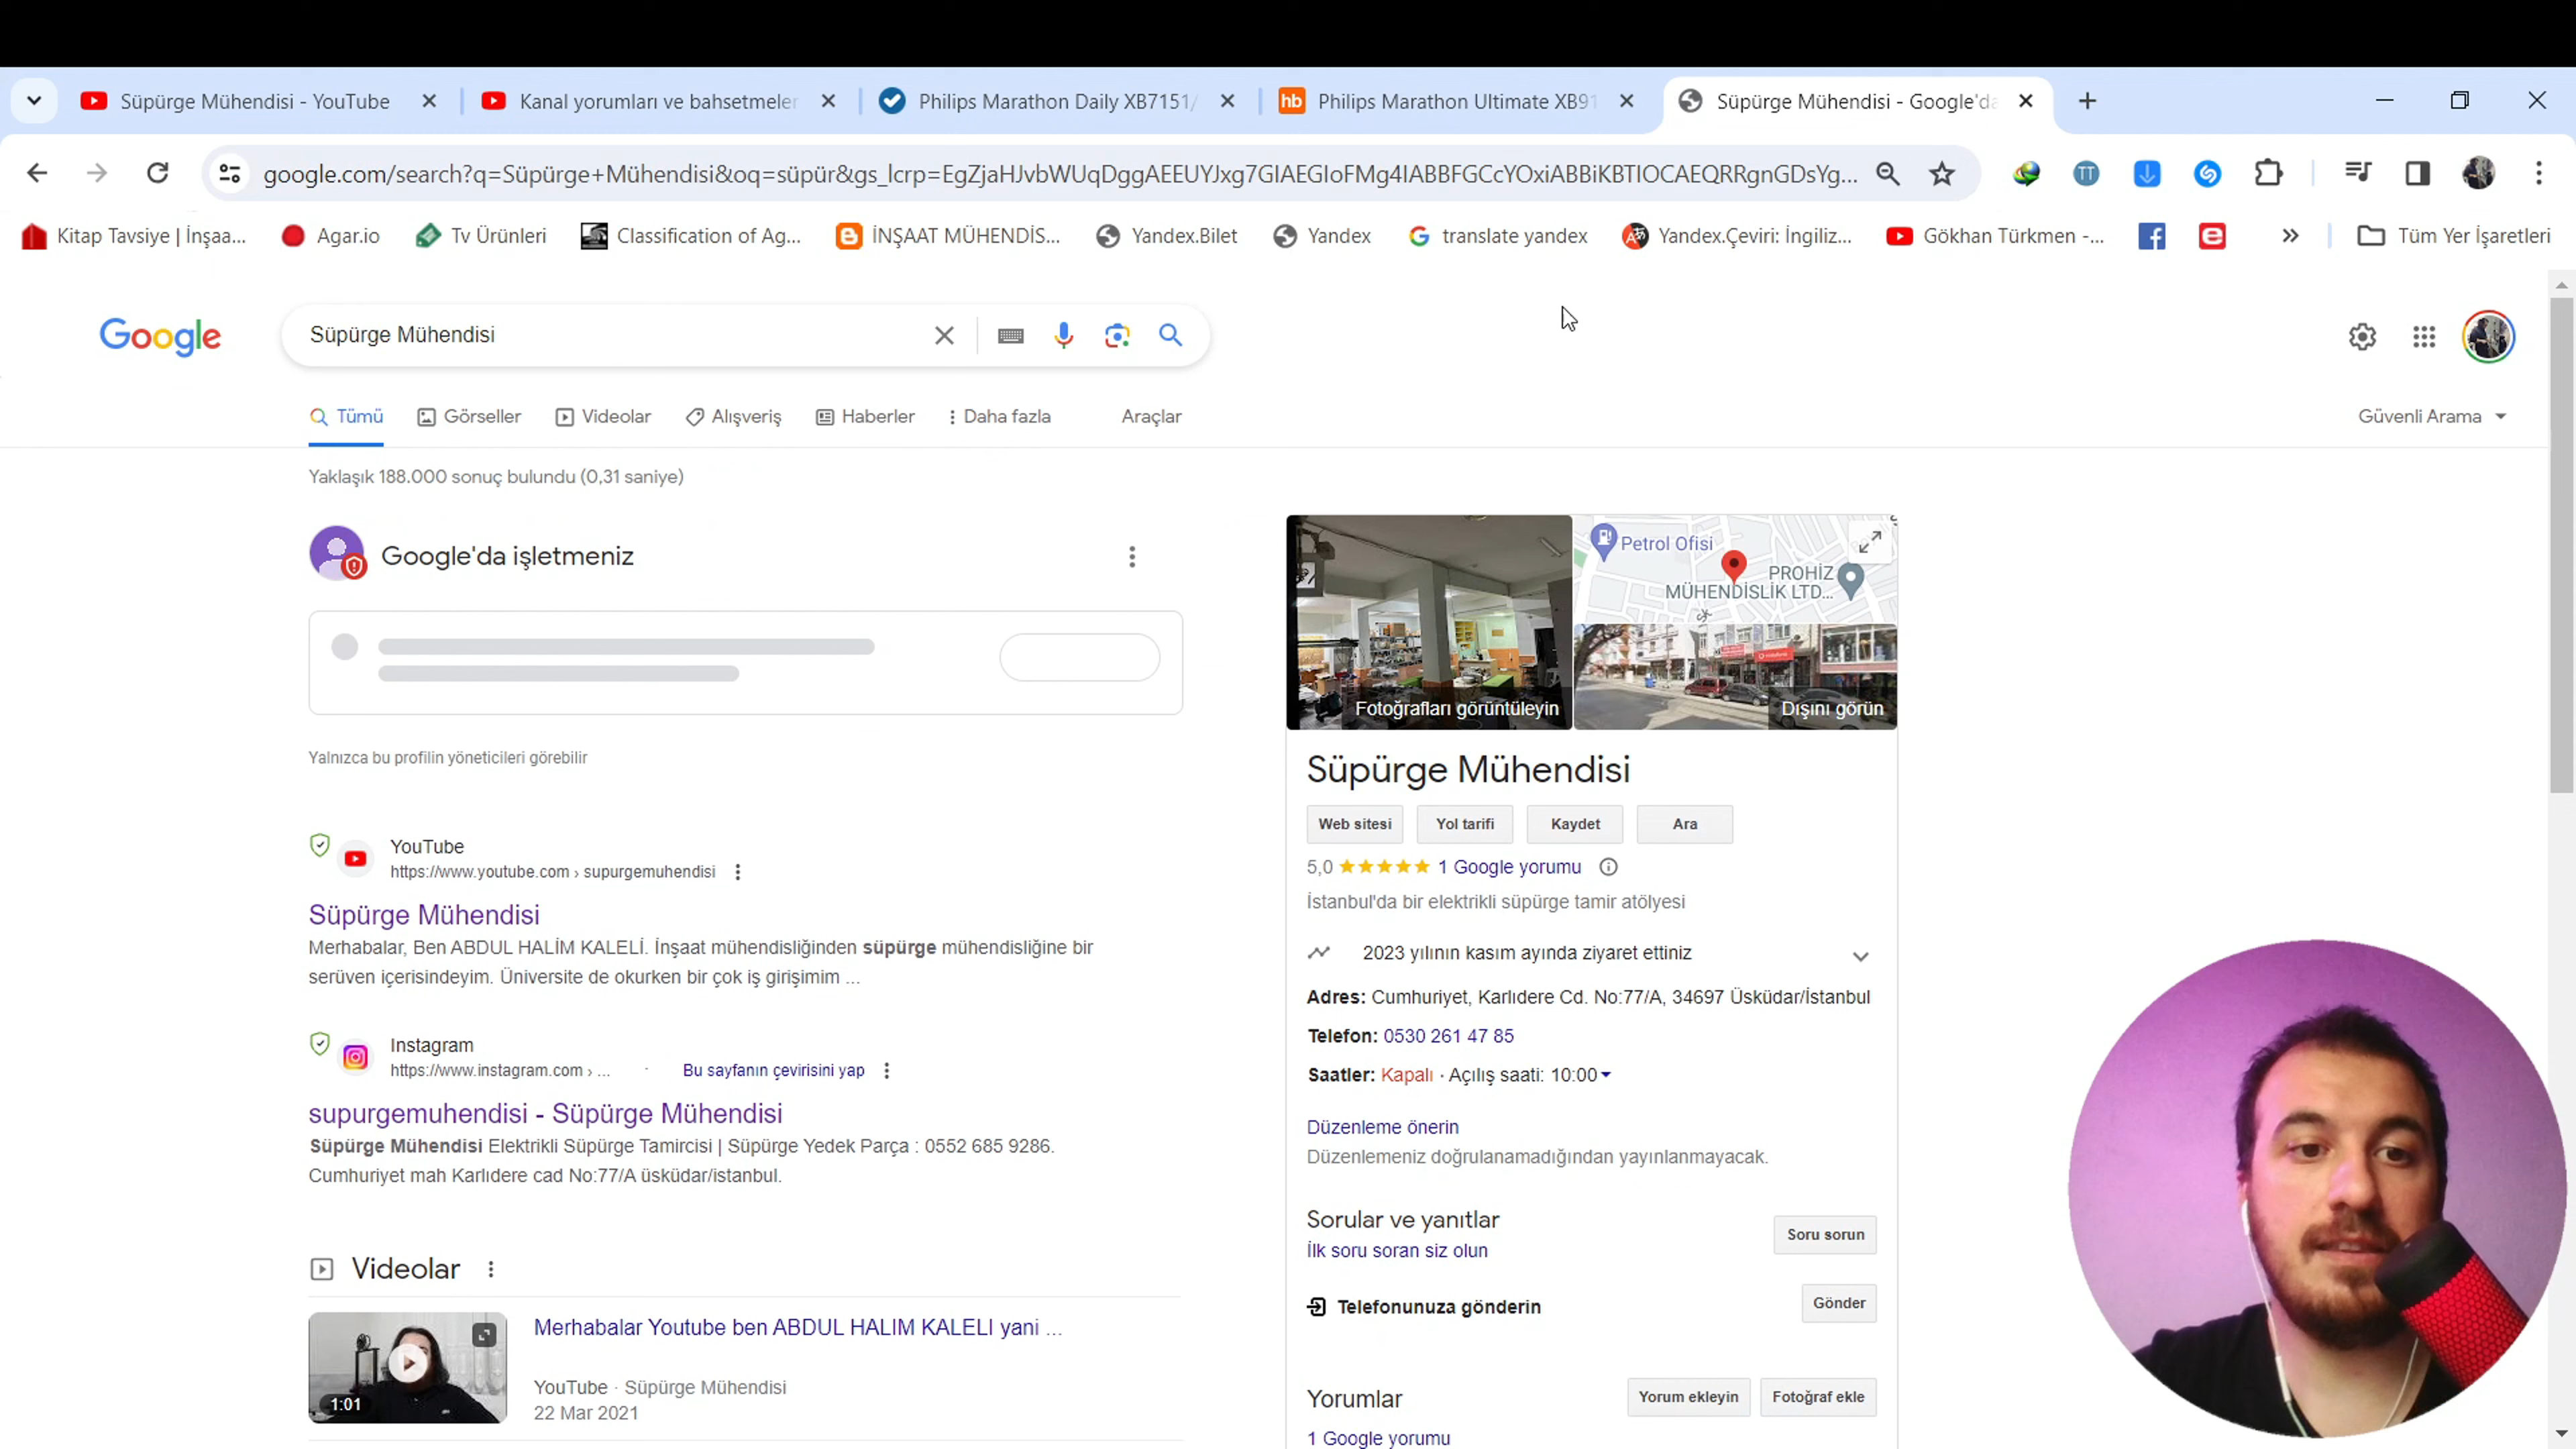 Süpürge Mühendisi - YouTube
Kanal yorumları ve bahsetmeler
Philips Marathon Daily XB7151/
hb
Philips Marathon Ultimate XB91
Süpürge Mühendisi - Google'da
google.com/search?q=Süpürge+Mühendisi&oq=süpür&gs_lcrp=EgZjaHJvbWUqDggAEEUYJxg7GIAEGIoFMg4IABBFGCcYOxiABBiKBTIOCAEQRRgnGDsYg...
TT
Kitap Tavsiye | İnşaa...
Agar.io
Tv Ürünleri
Classification of Ag...
İNŞAAT MÜHENDİS...
Yandex.Bilet
Yandex
translate yandex
Yandex.Çeviri: İngiliz...
Gökhan Türkmen -...
Tüm Yer İşaretleri
Google
Süpürge Mühendisi
Tümü
Görseller
Videolar
Alışveriş
Haberler
Daha fazla
Araçlar
Güvenli Arama
Yaklaşık 188.000 sonuç bulundu (0,31 saniye)
Google'da işletmeniz
Yalnızca bu profilin yöneticileri görebilir
YouTube
https://www.youtube.com › supurgemuhendisi
Süpürge Mühendisi
Merhabalar, Ben ABDUL HALİM KALELİ. İnşaat mühendisliğinden süpürge mühendisliğine bir
serüven içerisindeyim. Üniversite de okurken bir çok iş girişimim ...
Instagram
https://www.instagram.com › ...
· Bu sayfanın çevirisini yap
supurgemuhendisi - Süpürge Mühendisi
Süpürge Mühendisi Elektrikli Süpürge Tamircisi | Süpürge Yedek Parça : 0552 685 9286.
Cumhuriyet mah Karlıdere cad No:77/A üsküdar/istanbul.
Videolar
1:01
Merhabalar Youtube ben ABDUL HALIM KALELI yani ...
YouTube · Süpürge Mühendisi
22 Mar 2021
Fotoğrafları görüntüleyin
Petrol Ofisi
PROHİZ
MÜHENDİSLİK LTD...
Dışını görün
Süpürge Mühendisi
Web sitesi
Yol tarifi
Kaydet
Ara
5,0
1 Google yorumu
İstanbul'da bir elektrikli süpürge tamir atölyesi
2023 yılının kasım ayında ziyaret ettiniz
Adres: Cumhuriyet, Karlıdere Cd. No:77/A, 34697 Üsküdar/İstanbul
Telefon: 0530 261 47 85
Saatler: Kapalı · Açılış saati: 10:00
Düzenleme önerin
Düzenlemeniz doğrulanamadığından yayınlanmayacak.
Sorular ve yanıtlar
Soru sorun
İlk soru soran siz olun
Telefonunuza gönderin
Gönder
Yorumlar
Yorum ekleyin
Fotoğraf ekle
1 Google yorumu